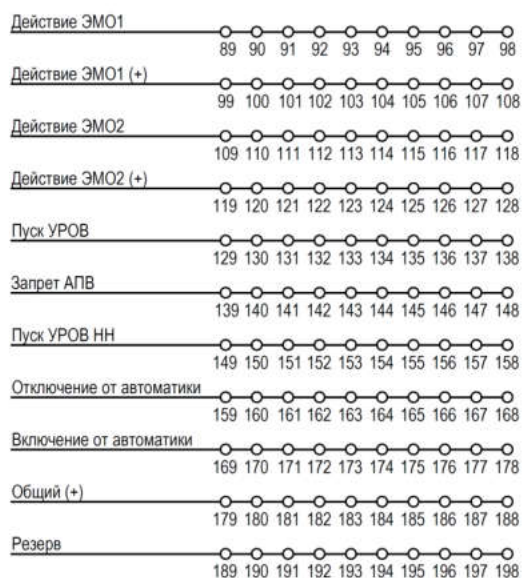 Действие ЭМО1
89 90 91 92 93 94 95 96 97 98
Действие ЭМО1 (+)
99 100 101 102 103 104 105 106 107 108
Действие ЭМО2
109 110 111 112 113 114 115 116 117 118
Действие ЭМО2 (+)
119 120 121 122 123 124 125 126 127 128
Пуск УРОВ
129 130 131 132 133 134 135 136 137 138
Запрет АПВ
139 140 141 142 143 144 145 146 147 148
Пуск УРОВ НН
149 150 151 152 153 154 155 156 157 158
Отключение от автоматики
159 160 161 162 163 164 165 166 167 168
Включение от автоматики
169 170 171 172 173 174 175 176 177 178
Общий (+)
179 180 181 182 183 184 185 186 187 188
Резерв
189 190 191 192 193 194 195 196 197 198